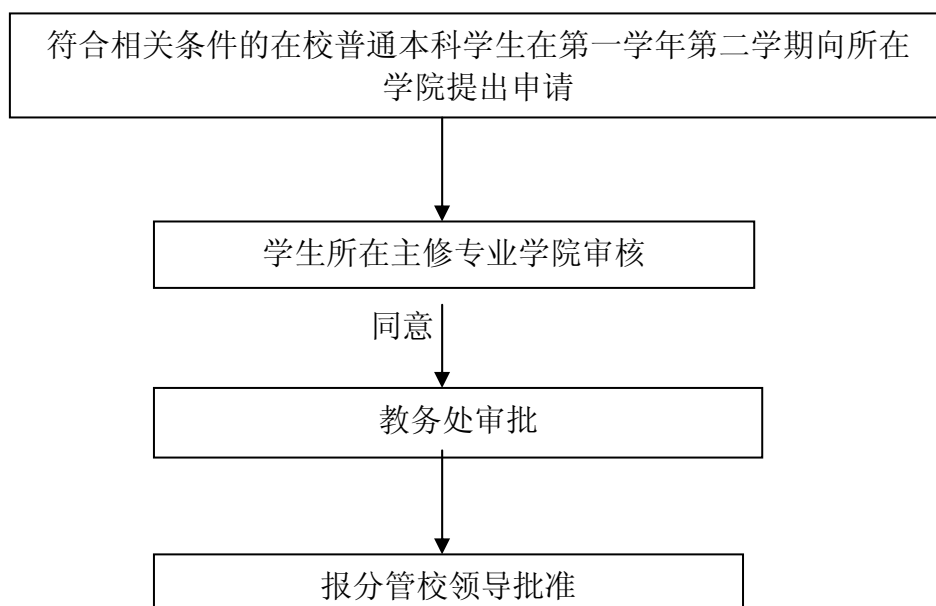 符合相关条件的在校普通本科学生在第一学年第二学期向所在
学院提出申请
学生所在主修专业学院审核
同意
教务处审批
报分管校领导批准